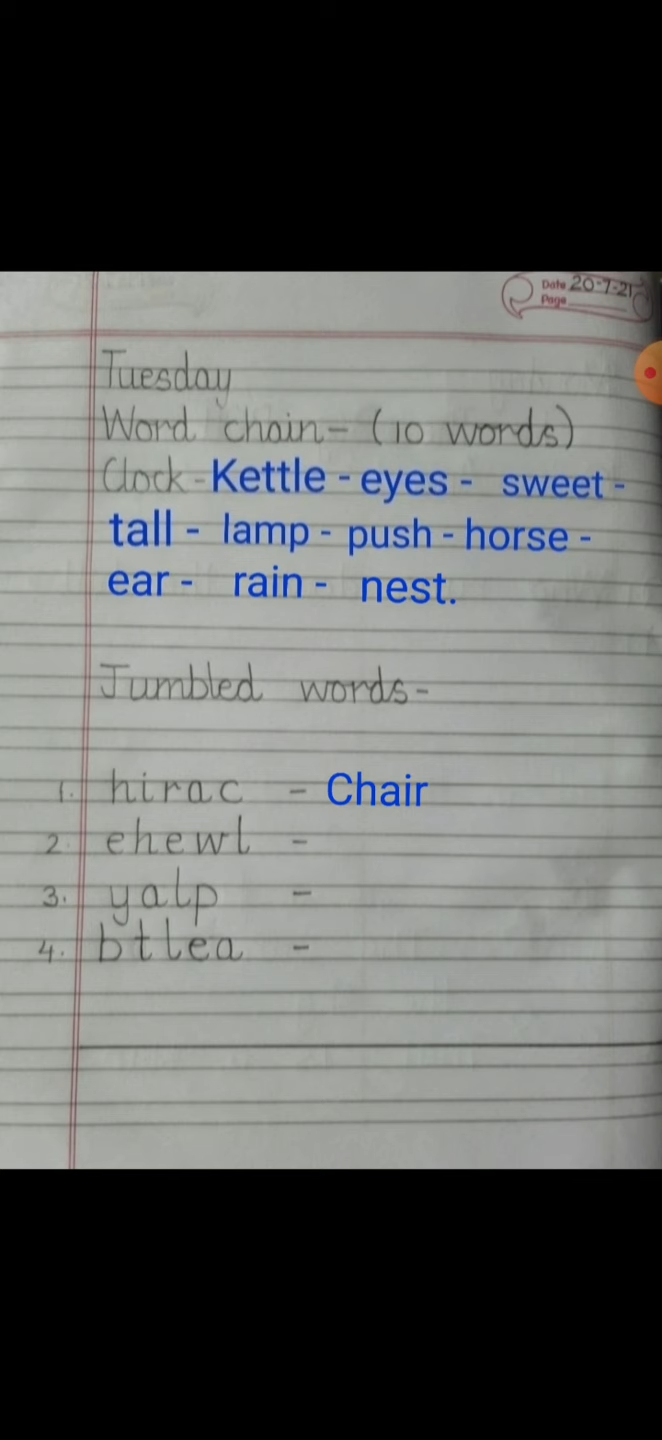 Date 20-7-21
Page
Tuesday
Word chain - (10 words)
Clock - Kettle - eyes - sweet -
tall - lamp - push - horse -
ear - rain - nest.
Jumbled words -
1. hirac - Chair
2. ehewl -
3. yalp -
4. btlea -